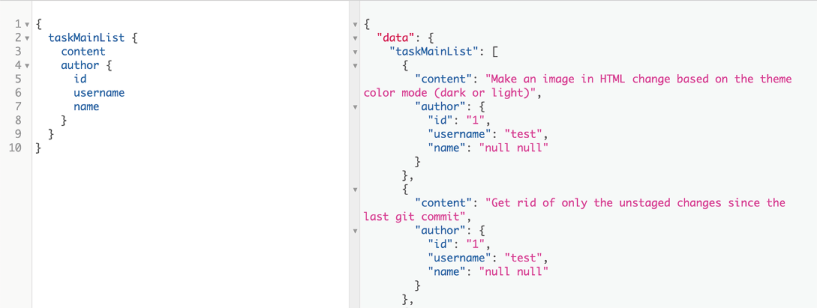 1 {
2 taskMainList {
3 content
4 author {
5 id
6 username
7 name
8 }
9 }
10 }
{
"data": {
"taskMainList": [
{
"content": "Make an image in HTML change based on the theme
color mode (dark or light)",
"author": {
"id": "1",
"username": "test",
"name": "null null"
}
},
{
"content": "Get rid of only the unstaged changes since the
last git commit",
"author": {
"id": "1",
"username": "test",
"name": "null null"
}
},